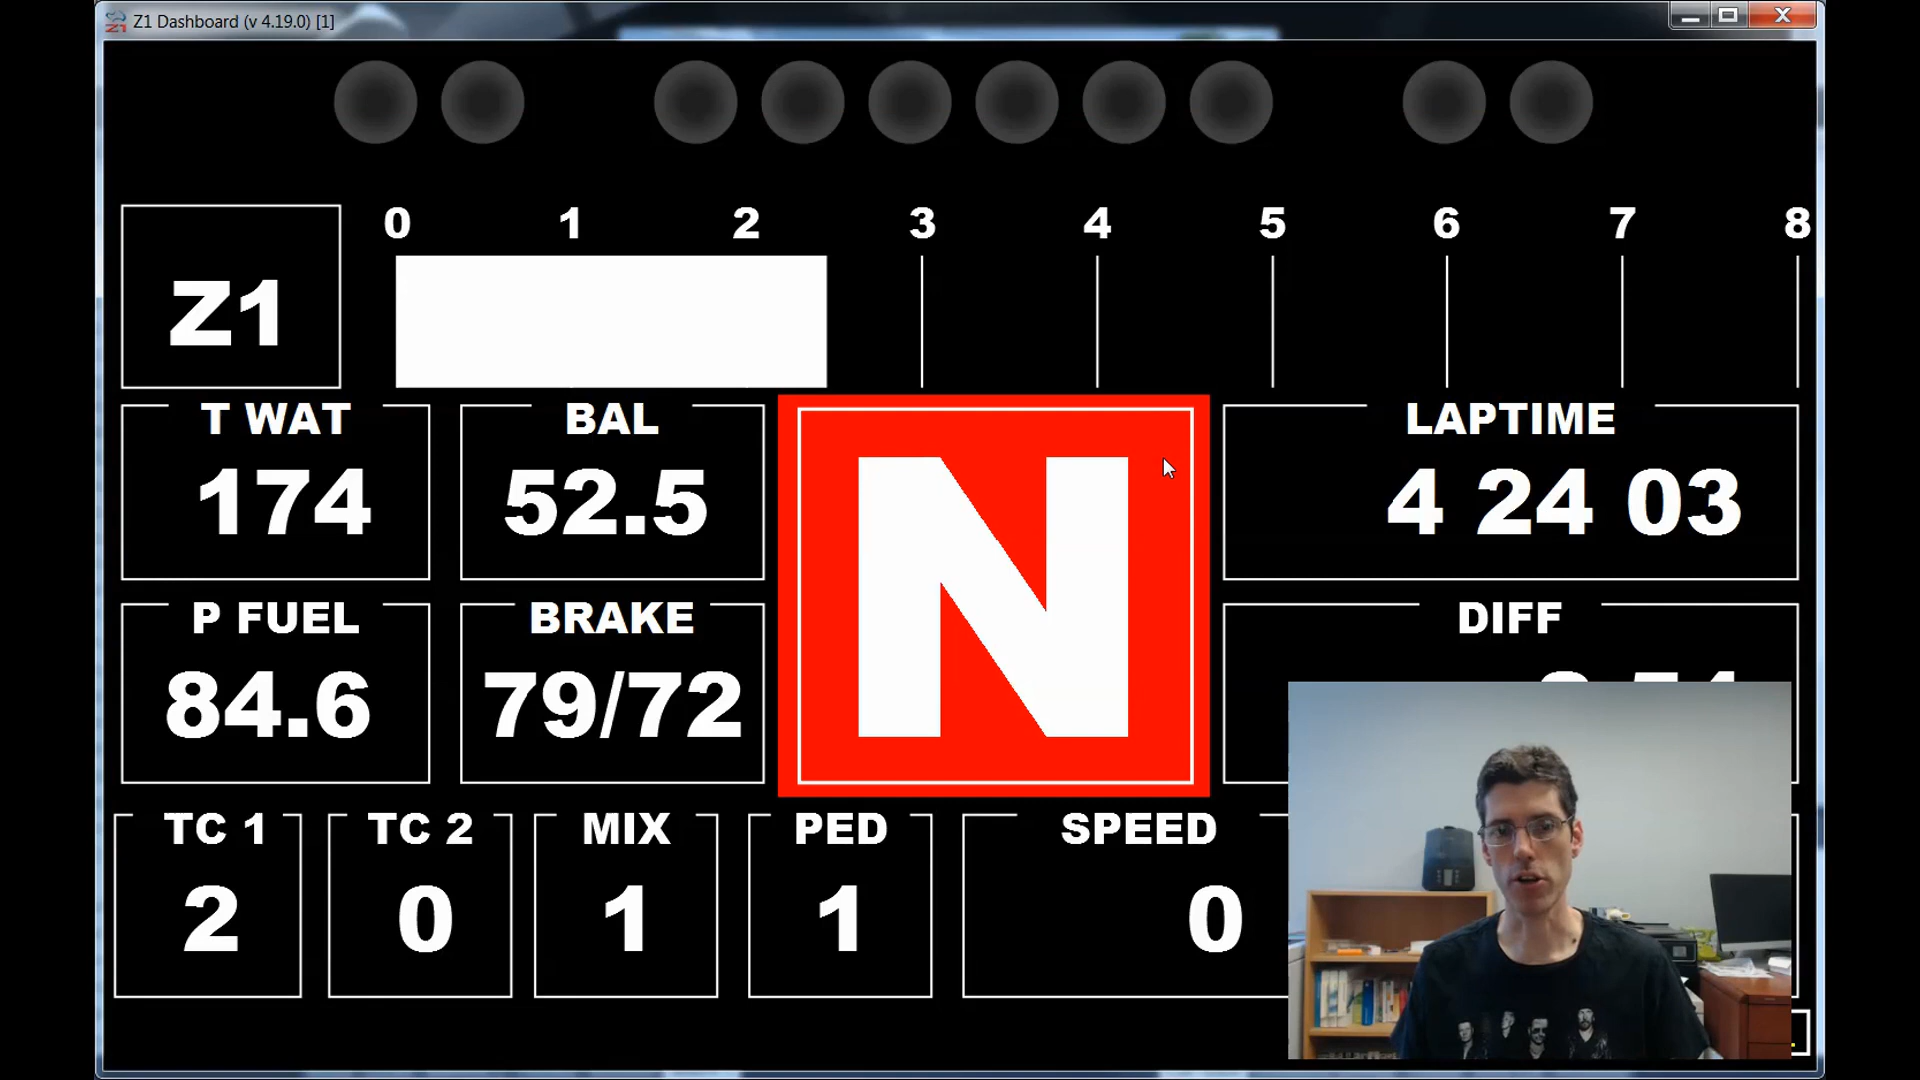 Z1 Dashboard (v 4.19.0) [1]
0 1 2 3 4 5 6 7 8
Z1
T WAT BAL LAPTIME
174 52.5 N 4 24 03
P FUEL BRAKE DIFF
84.6 79/72
TC 1 TC 2 MIX PED SPEED
2 0 1 1 0